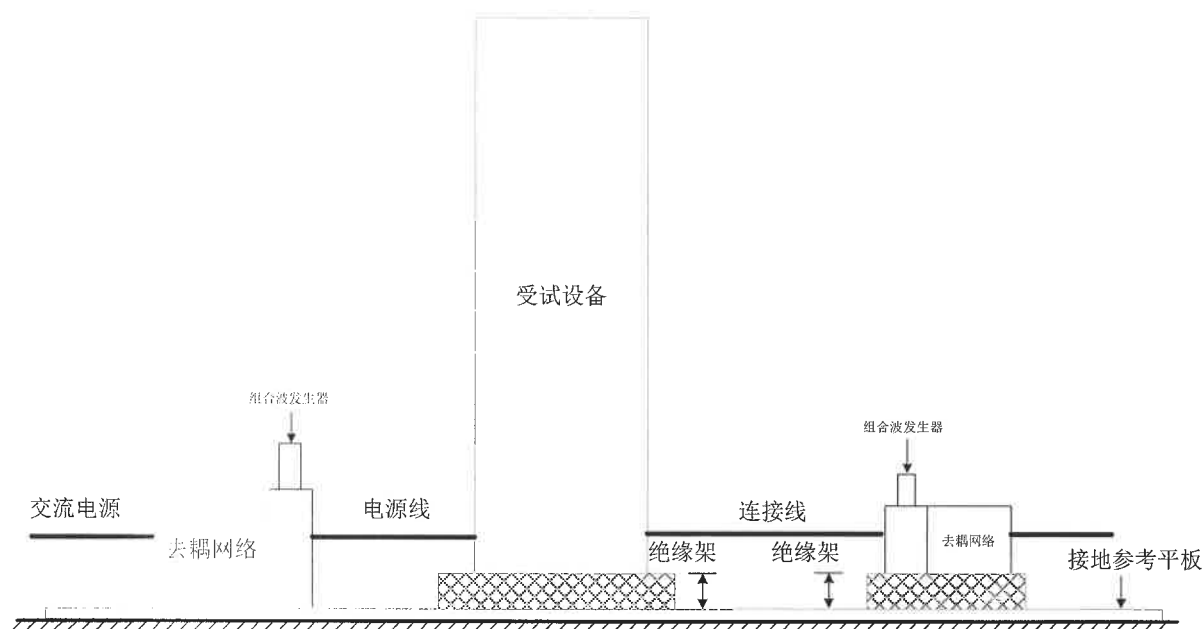 受试设备
组合波发生器
组合波发生器
交流电源
电源线
连接线
去耦网络
绝缘架
绝缘架
去耦网络
接地参考平板